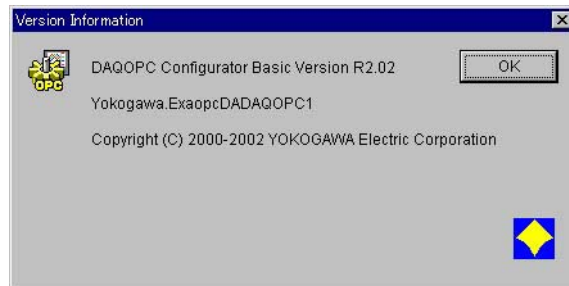 Version Information
DAQOPC Configurator Basic Version R2.02
OK
Yokogawa.ExaopcDADAQOPC1
Copyright (C) 2000-2002 YOKOGAWA Electric Corporation
OPC